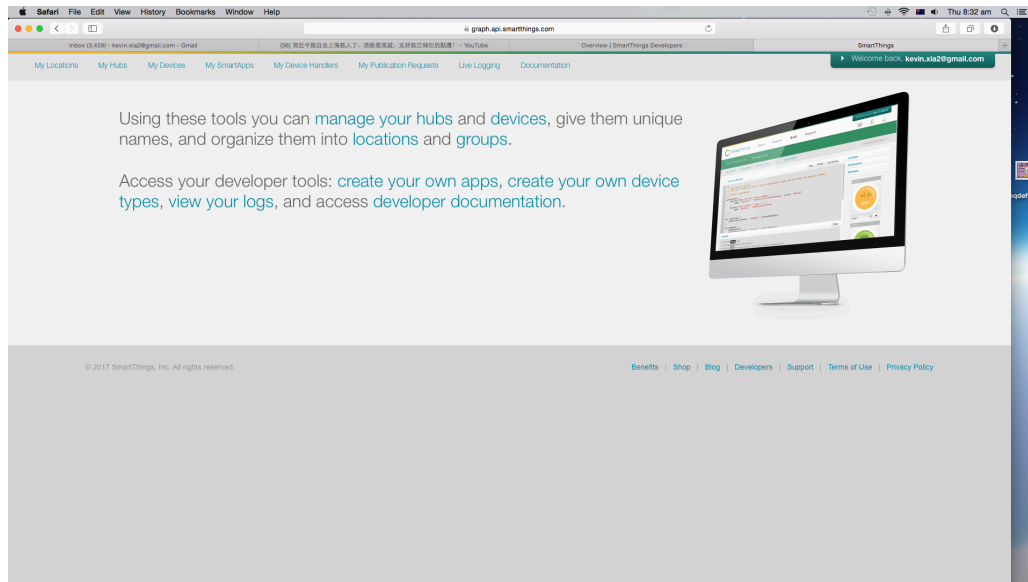 Safari File Edit View History Bookmarks Window Help Thu 8:32 am
graph.api.smartthings.com
Inbox (3,459) - kevin.xia2@gmail.com - Gmail
- YouTube
Overview | SmartThings Developers
SmartThings
My Locations My Hubs My Devices My SmartApps My Device Handlers My Publication Requests Live Logging Documentation
Welcome back, kevin.xia2@gmail.com
Using these tools you can manage your hubs and devices, give them unique
names, and organize them into locations and groups.
Access your developer tools: create your own apps, create your own device
types, view your logs, and access developer documentation.
© 2017 SmartThings, Inc. All rights reserved.
Benefits | Shop | Blog | Developers | Support | Terms of Use | Privacy Policy